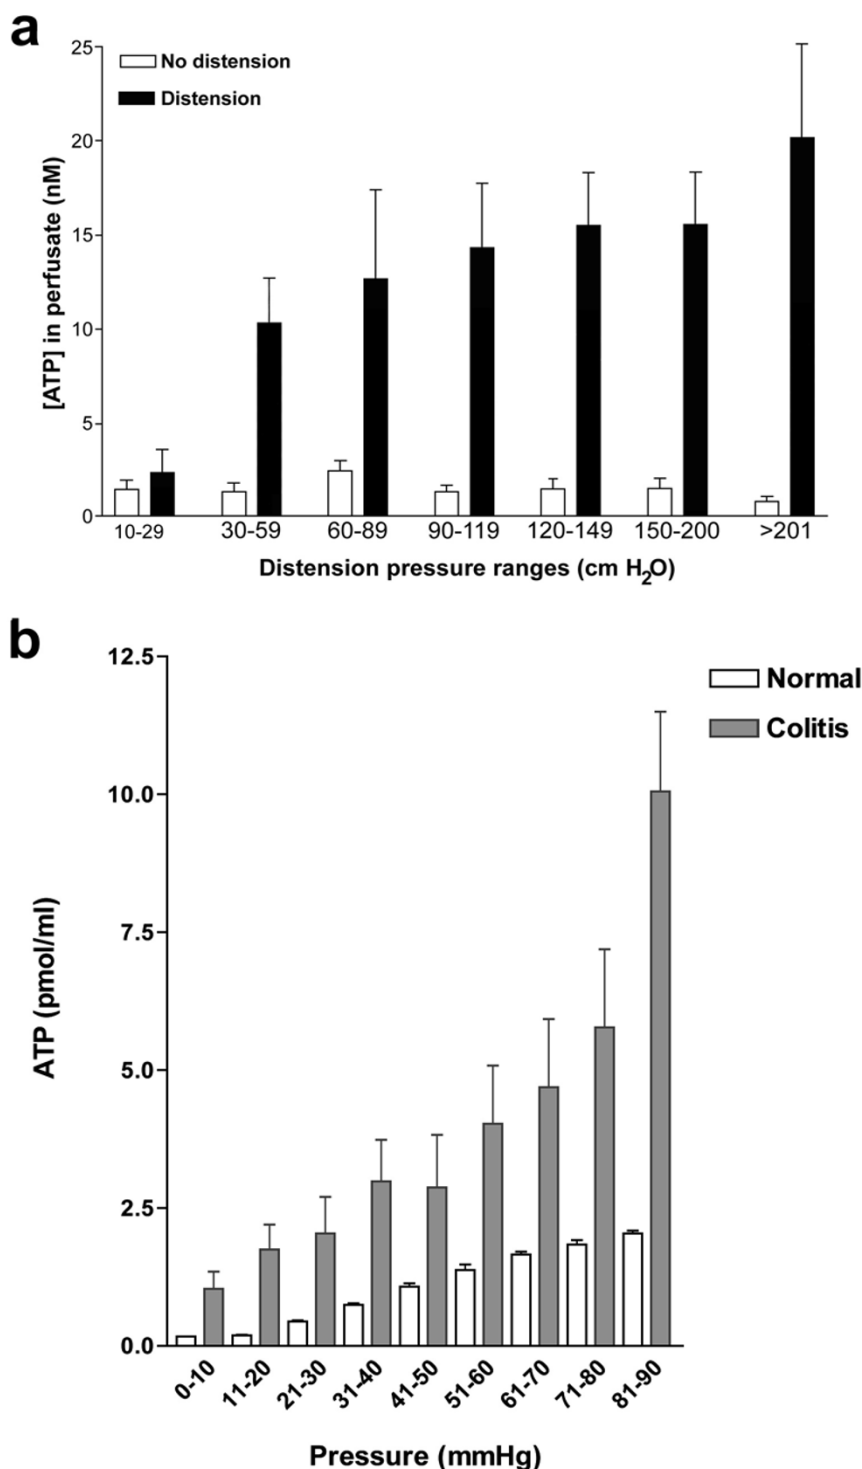 a
25
No distension
Distension
20
15
10
5
0
[ATP] in perfusate (nM)
10-29 30-59 60-89 90-119 120-149 150-200 >201
Distension pressure ranges (cm H2O)
b
12.5
Normal
Colitis
10.0
7.5
5.0
2.5
0.0
ATP (pmol/ml)
0-10 11-20 21-30 31-40 41-50 51-60 61-70 71-80 81-90
Pressure (mmHg)